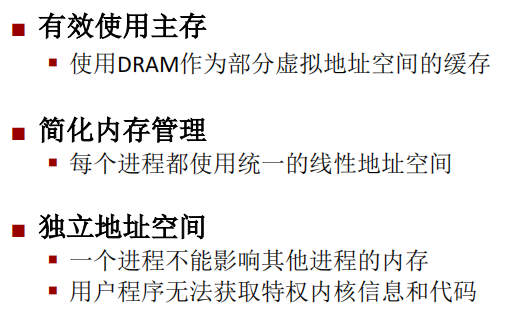 有效使用主存
使用DRAM作为部分虚拟地址空间的缓存
简化内存管理
每个进程都使用统一的线性地址空间
独立地址空间
一个进程不能影响其他进程的内存
用户程序无法获取特权内核信息和代码